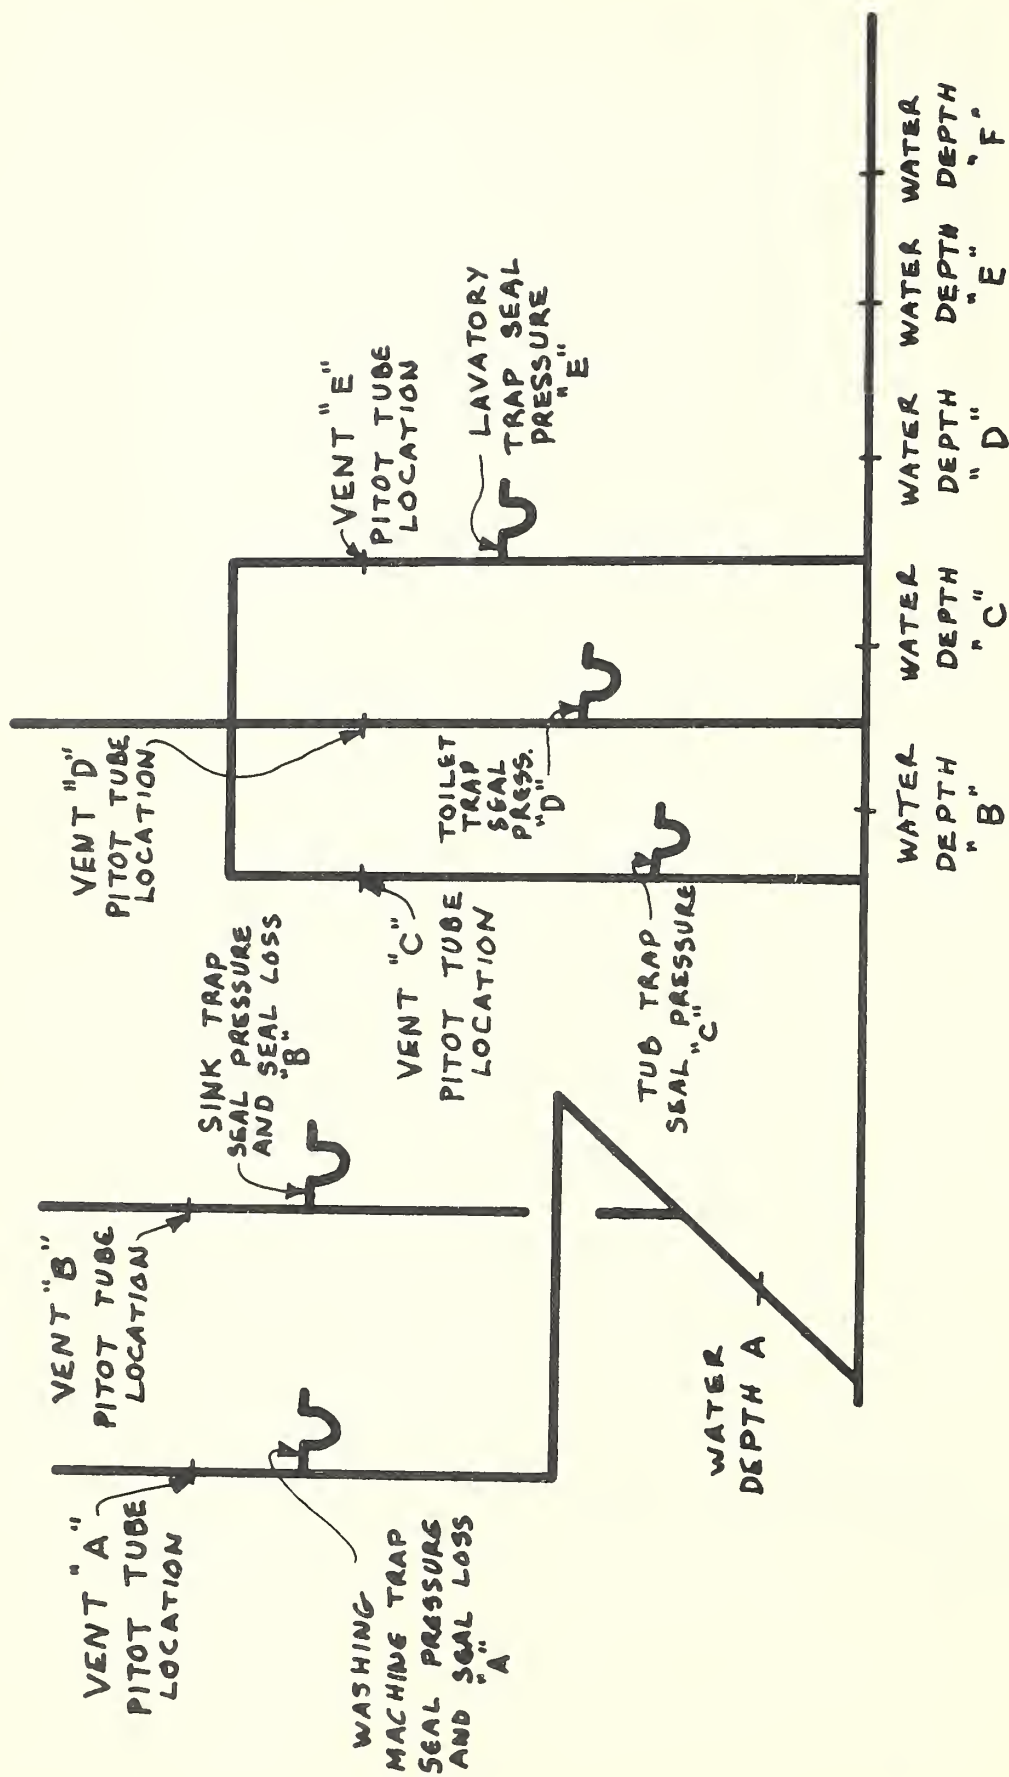 VENT "A"
PITOT TUBE
LOCATION
WASHING
MACHINE TRAP
SEAL PRESSURE
AND SEAL LOSS
"A"
VENT "B"
PITOT TUBE
LOCATION
SINK TRAP
SEAL PRESSURE
AND SEAL LOSS
"B"
WATER
DEPTH A
VENT "C"
PITOT TUBE
LOCATION
TUB TRAP
SEAL PRESSURE
"C"
VENT "D"
PITOT TUBE
LOCATION
TOILET
TRAP
SEAL
PRESS.
"D"
VENT "E"
PITOT TUBE
LOCATION
LAVATORY
TRAP SEAL
PRESSURE
"E"
WATER
DEPTH
"B"
WATER
DEPTH
"C"
WATER
DEPTH
"D"
WATER
DEPTH
"E"
WATER
DEPTH
"F"